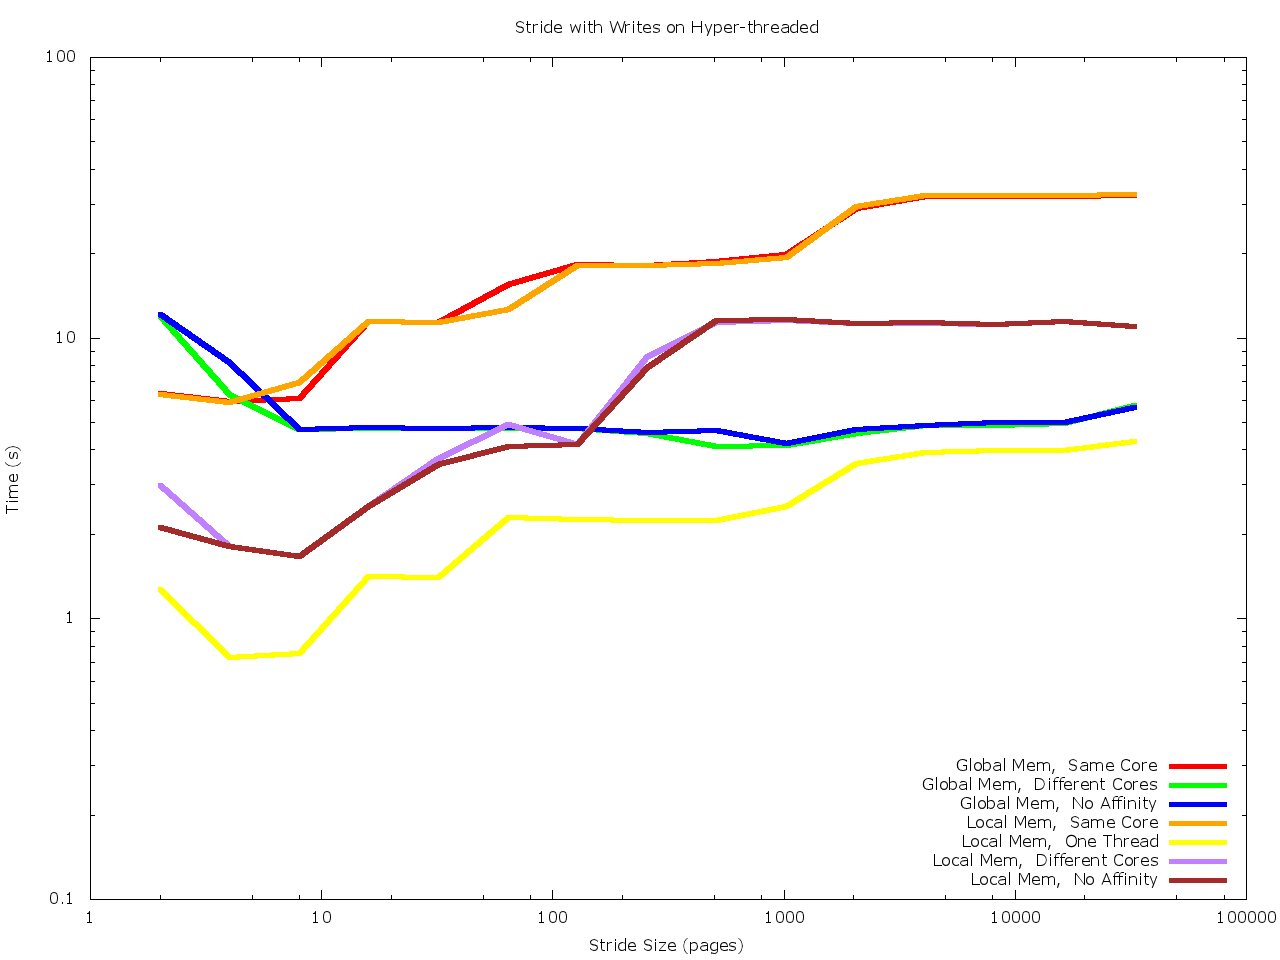 Stride with Writes on Hyper-threaded
100
10
1
0.1
Time (s)
Global Mem, Same Core
Global Mem, Different Cores
Global Mem, No Affinity
Local Mem, Same Core
Local Mem, One Thread
Local Mem, Different Cores
Local Mem, No Affinity
1 10 100 1000 10000 100000
Stride Size (pages)